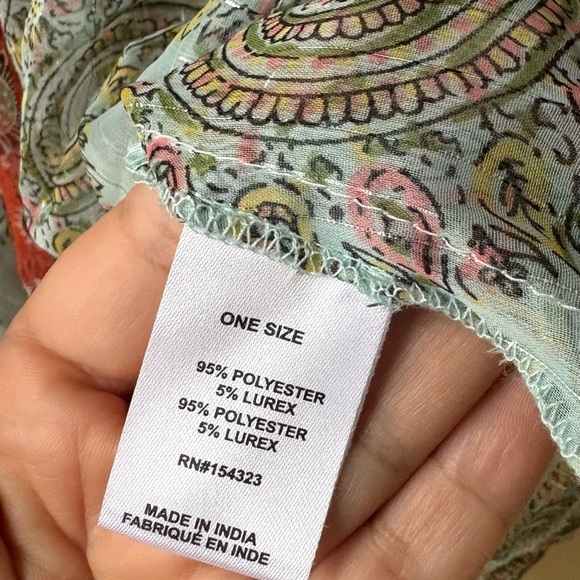 ONE SIZE
95% POLYESTER
5% LUREX
95% POLYESTER
5% LUREX
RN#154323
MADE IN INDIA
FABRIQUÉ EN INDE